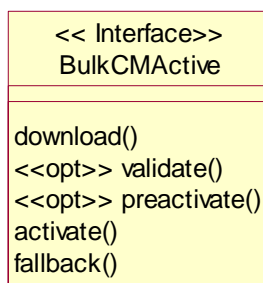 << Interface>>
BulkCMActive
download()
<<opt>> validate()
<<opt>> preactivate()
activate()
fallback()